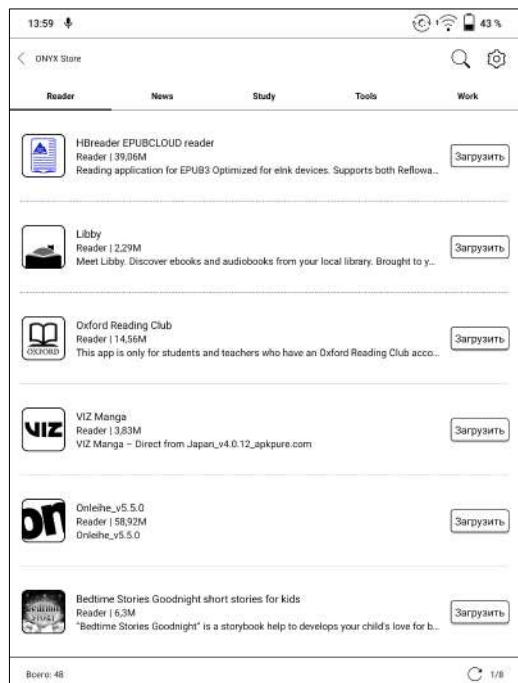 13:59
43 %
ONYX Store
Reader
News
Study
Tools
Work
HBreader EPUBCLOUD reader
Reader | 39,06M
Reading application for EPUB3 Optimized for eInk devices. Supports both Reflowa...
Загрузить
Libby
Reader | 2,29M
Meet Libby. Discover ebooks and audiobooks from your local library. Brought to y...
Загрузить
OXFORD
Oxford Reading Club
Reader | 14,56M
This app is only for students and teachers who have an Oxford Reading Club acco...
Загрузить
VIZ
VIZ Manga
Reader | 3,83M
VIZ Manga – Direct from Japan_v4.0.12_apkpure.com
Загрузить
on
Onleihe_v5.5.0
Reader | 58,92M
Onleihe_v5.5.0
Загрузить
Bedtime
STORY
Bedtime Stories Goodnight short stories for kids
Reader | 6,3M
"Bedtime Stories Goodnight" is a storybook help to develops your child's love for b...
Загрузить
Всего: 48
1/8